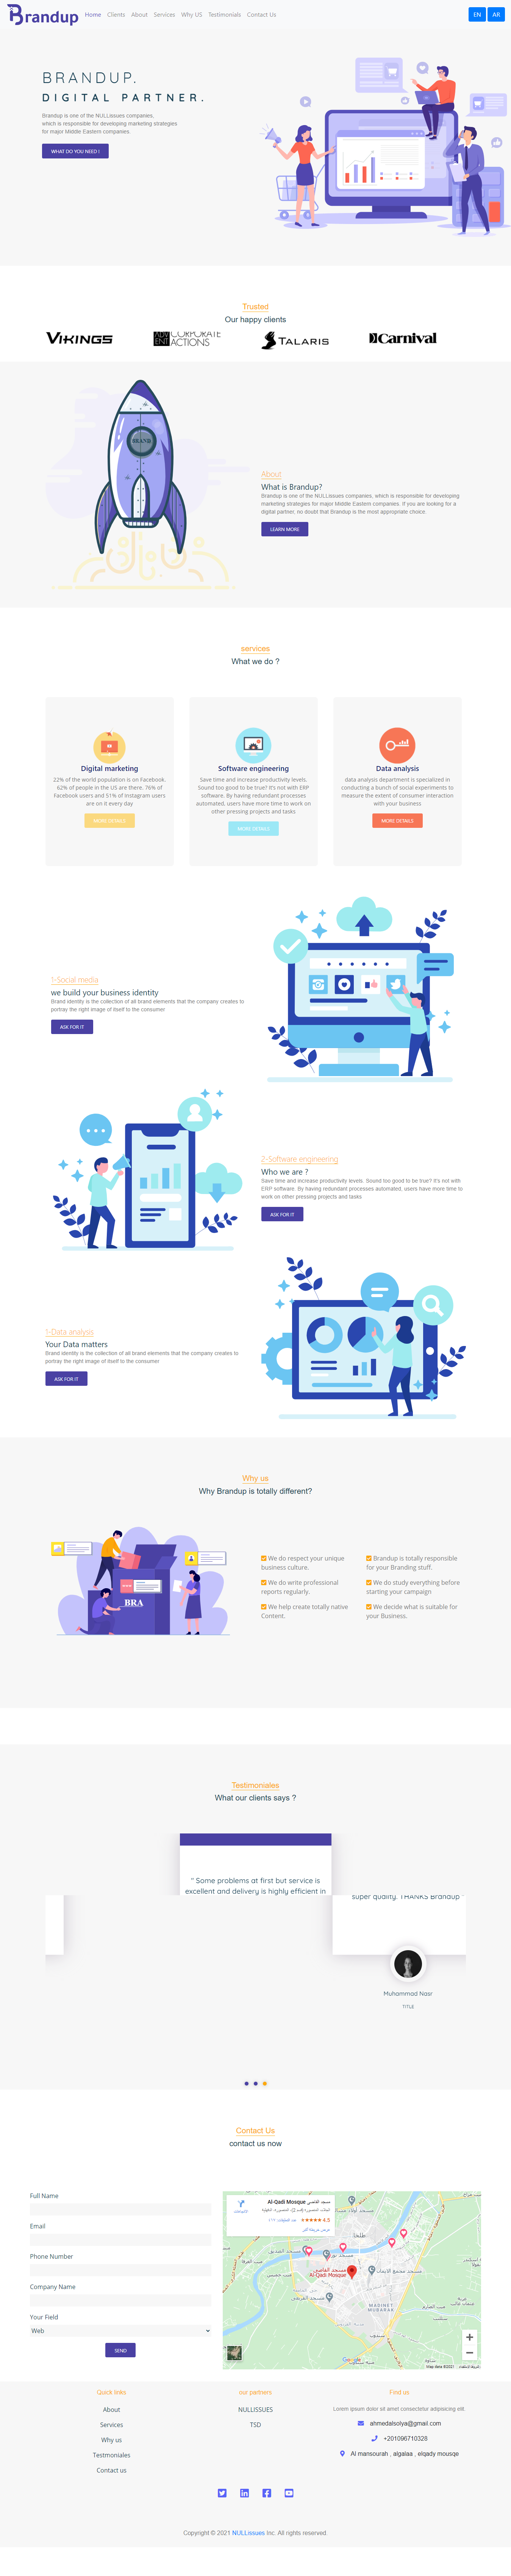 Brandup
Home Clients About Services Why US Testimonials Contact Us
EN AR
BRANDUP.
DIGITAL PARTNER.
Brandup is one of the NULLissues companies,
which is responsible for developing marketing strategies
for major Middle Eastern companies.
WHAT DO YOU NEED !
Trusted
Our happy clients
VIKINGS
ADVENT CORPORATE ACTIONS
TALARIS
Carnival
BRAND
About
What is Brandup?
Brandup is one of the NULLissues companies, which is responsible for developing
marketing strategies for major Middle Eastern companies. If you are looking for a
digital partner, no doubt that Brandup is the most appropriate choice.
LEARN MORE
services
What we do ?
Digital marketing
22% of the world population is on Facebook.
62% of people in the US are there. 76% of
Facebook users and 51% of Instagram users
are on it every day
MORE DETAILS
Software engineering
Save time and increase productivity levels.
Sound too good to be true? It's not with ERP
software. By having redundant processes
automated, users have more time to work on
other pressing projects and tasks
MORE DETAILS
Data analysis
data analysis department is specialized in
conducting a bunch of social experiments to
measure the extent of consumer interaction
with your business
MORE DETAILS
1-Social media
we build your business identity
Brand identity is the collection of all brand elements that the company creates to
portray the right image of itself to the consumer
ASK FOR IT
2-Software engineering
Who we are ?
Save time and increase productivity levels. Sound too good to be true? It's not with
ERP software. By having redundant processes automated, users have more time to
work on other pressing projects and tasks.
ASK FOR IT
1-Data analysis
Your Data matters
Brand identity is the collection of all brand elements that the company creates to
portray the right image of itself to the consumer
ASK FOR IT
Why us
Why Brandup is totally different?
BRA
We do respect your unique
business culture.
We do write professional
reports regularly.
We help create totally native
Content.
Brandup is totally responsible
for your Branding stuff.
We do study everything before
starting your campaign
We decide what is suitable for
your Business.
Testimoniales
What our clients says ?
" Some problems at first but service is
excellent and delivery is highly efficient in
super quality. THANKS Brandup "
Muhammad Nasr
TITLE
Contact Us
contact us now
Full Name
Email
Phone Number
Company Name
Your Field
Web
SEND
Al-Qadi Mosque مسجد القاضي
4.5
Al-Qadi Mosque
MASINET MUBARAK
Google
Map data ©2021
Quick links
About
Services
Why us
Testmoniales
Contact us
our partners
NULLISSUES
TSD
Find us
Lorem ipsum dolor sit amet consectetur adipisicing elit.
ahmedalsolya@gmail.com
+201096710328
Al mansourah , algalaa , elqady mousqe
Copyright © 2021 NULLissues Inc. All rights reserved.